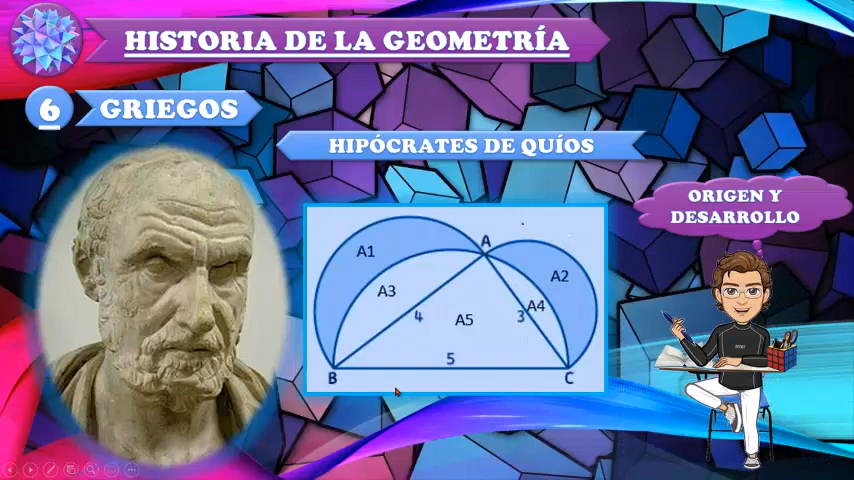 HISTORIA DE LA GEOMETRÍA
6 GRIEGOS
HIPÓCRATES DE QUÍOS
ORIGEN Y
DESARROLLO
A
A1
A2
A3
A4
4
A5
3
5
B
C